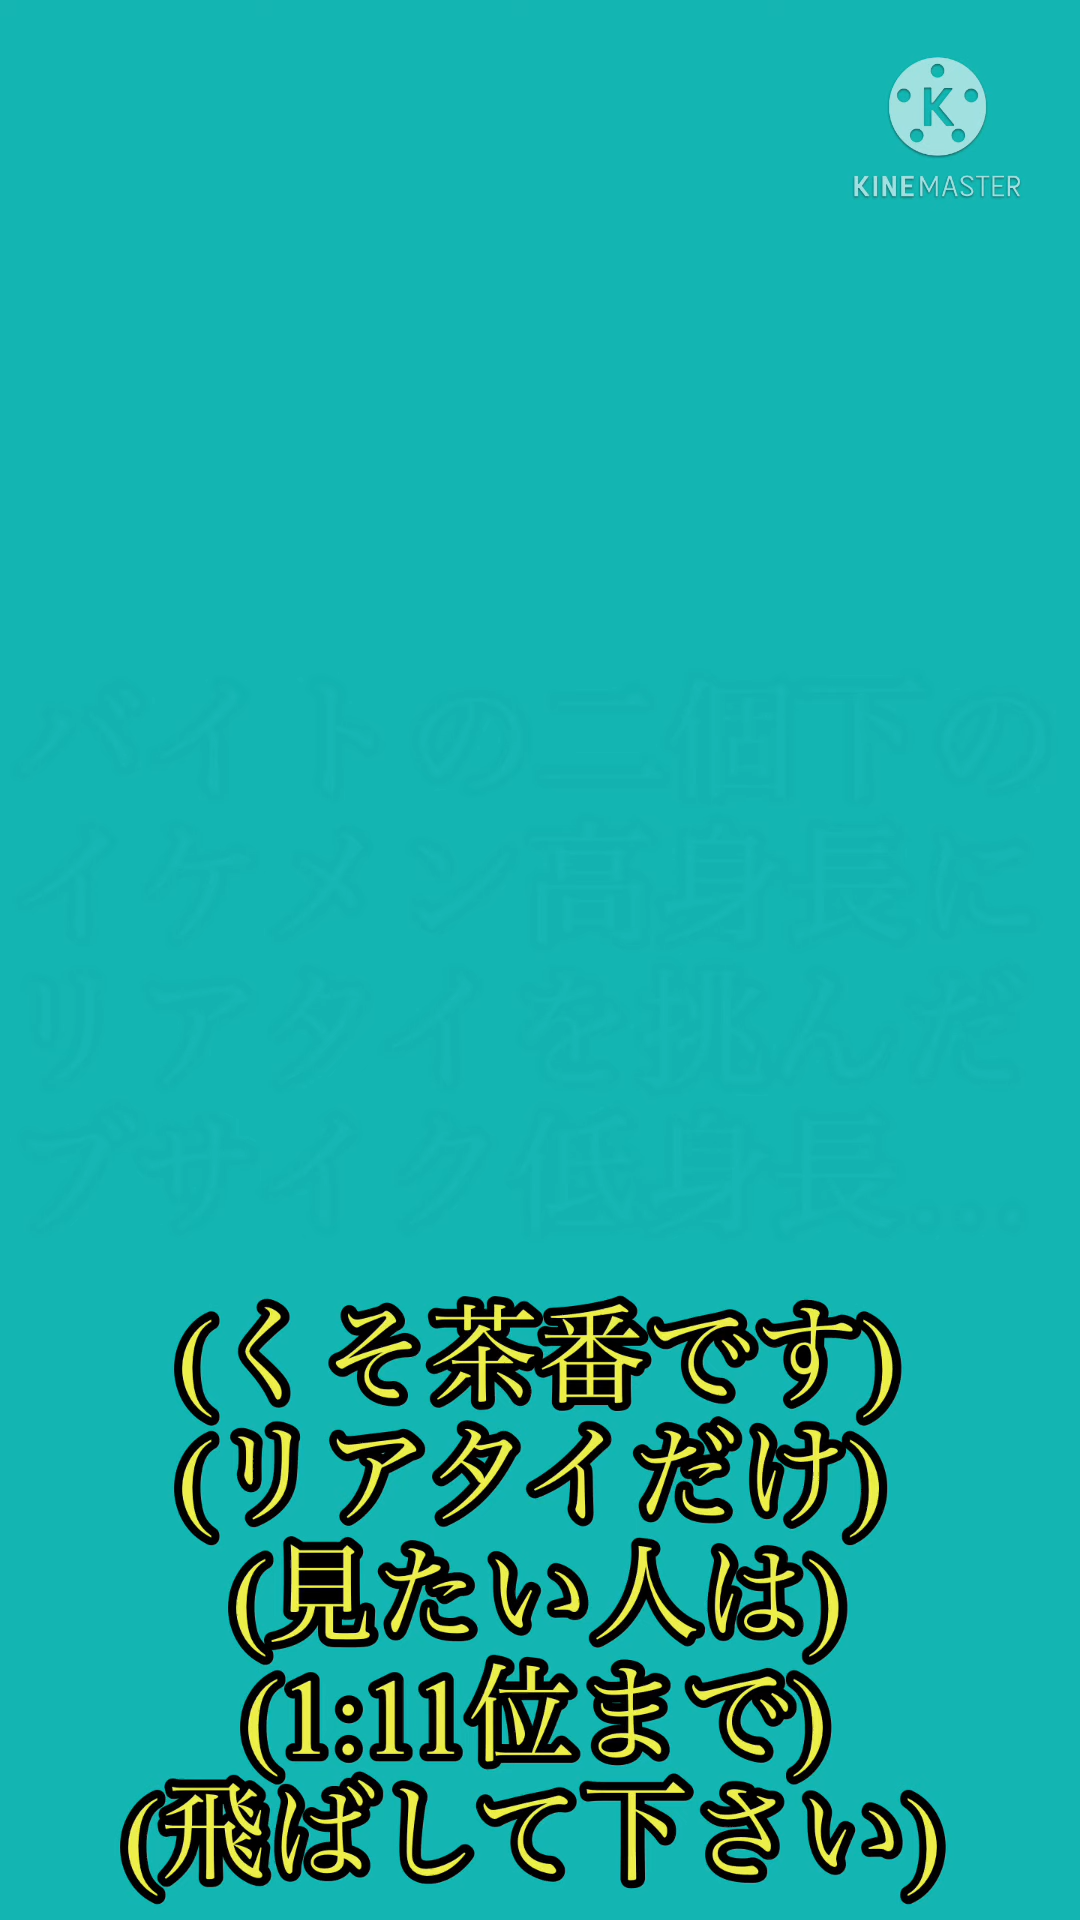 KINEMASTER
バイトの二個下の
イケメン高身長に
リアタイを挑んだ
ブサイク低身長...
(くそ茶番です)
(リアタイだけ)
(見たい人は)
(1:11位まで)
(飛ばして下さい)